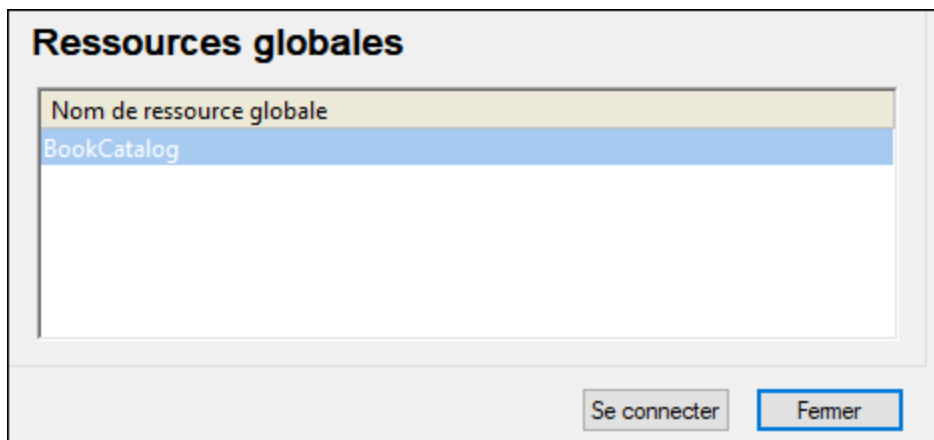 Ressources globales
Nom de ressource globale
BookCatalog
Se connecter Fermer